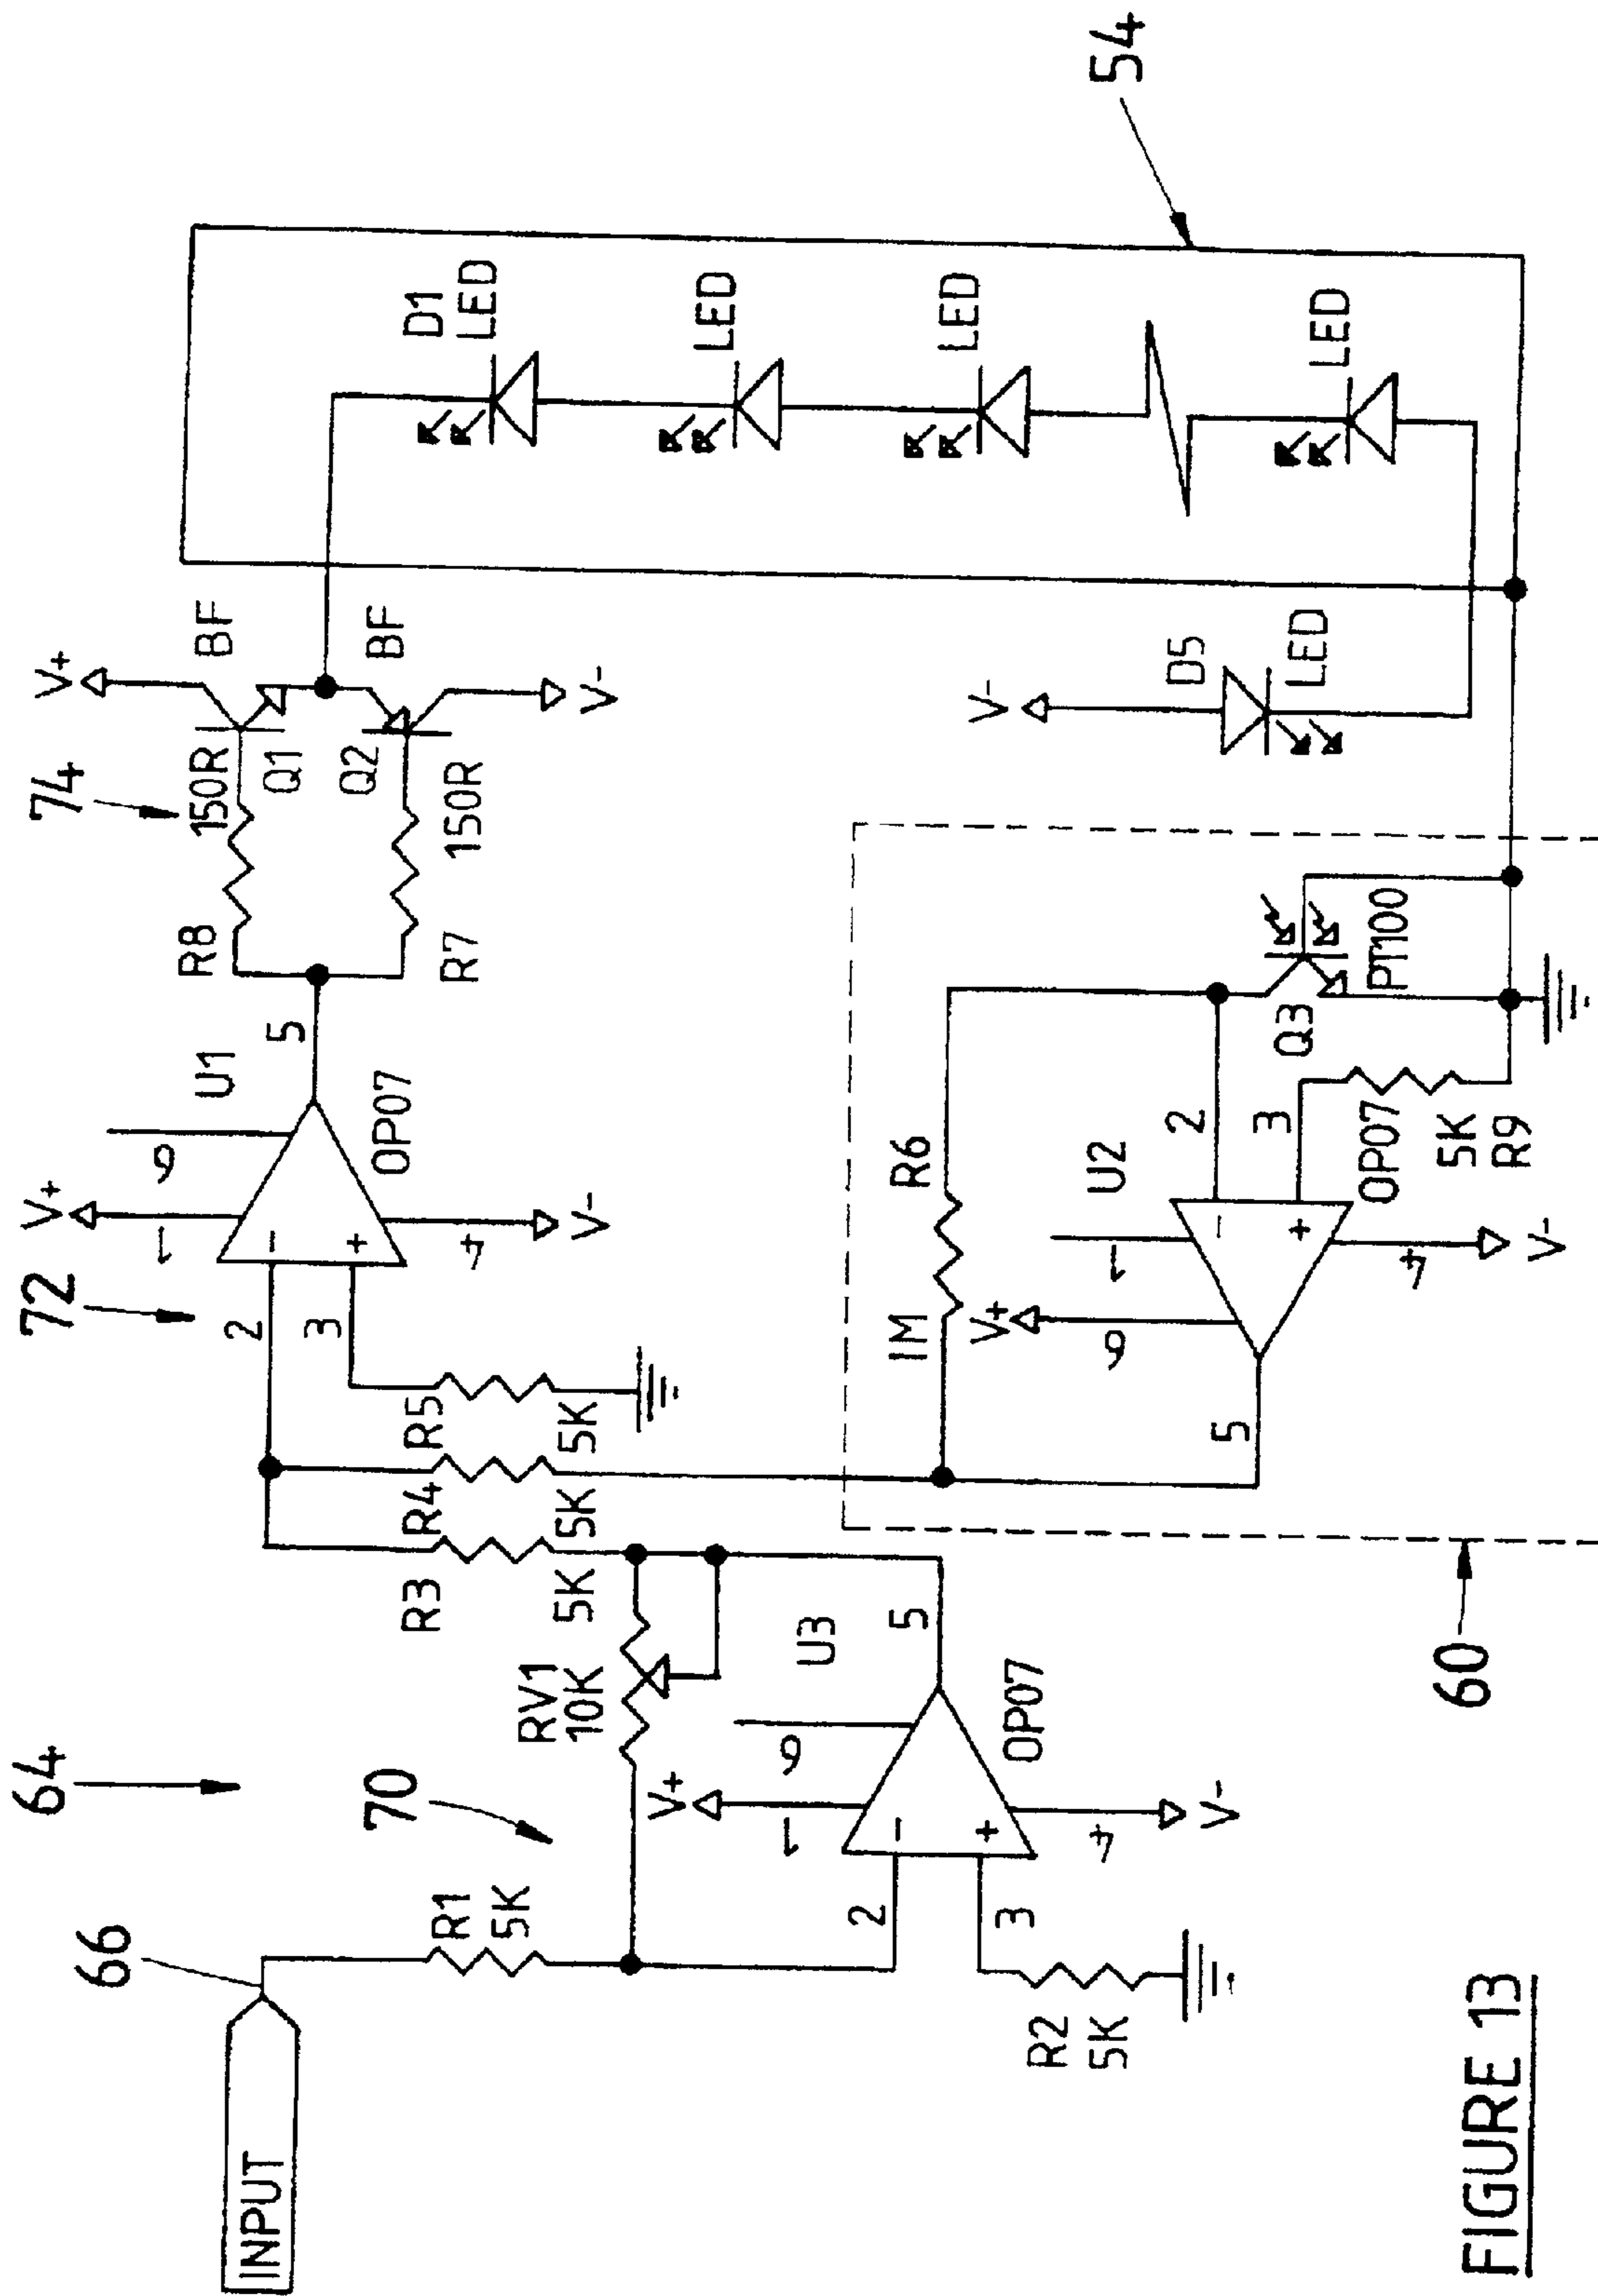 64
66
INPUT
70
R1
5K
RV1
10K
R2
5K
2
3
V+
1
6
4
V-
U3
OP07
5
R3
5K
R4
5K
R5
5K
72
2
3
V+
1
6
4
V-
U1
OP07
5
74
R8
150R
R7
150R
V+
Q1
BF
Q2
BF
V-
D1
LED
LED
LED
LED
54
V-
D5
LED
60
1M
R6
V+
6
1
U2
5
2
3
OP07
4
V-
5K
R9
Q3
PT100
FIGURE 13